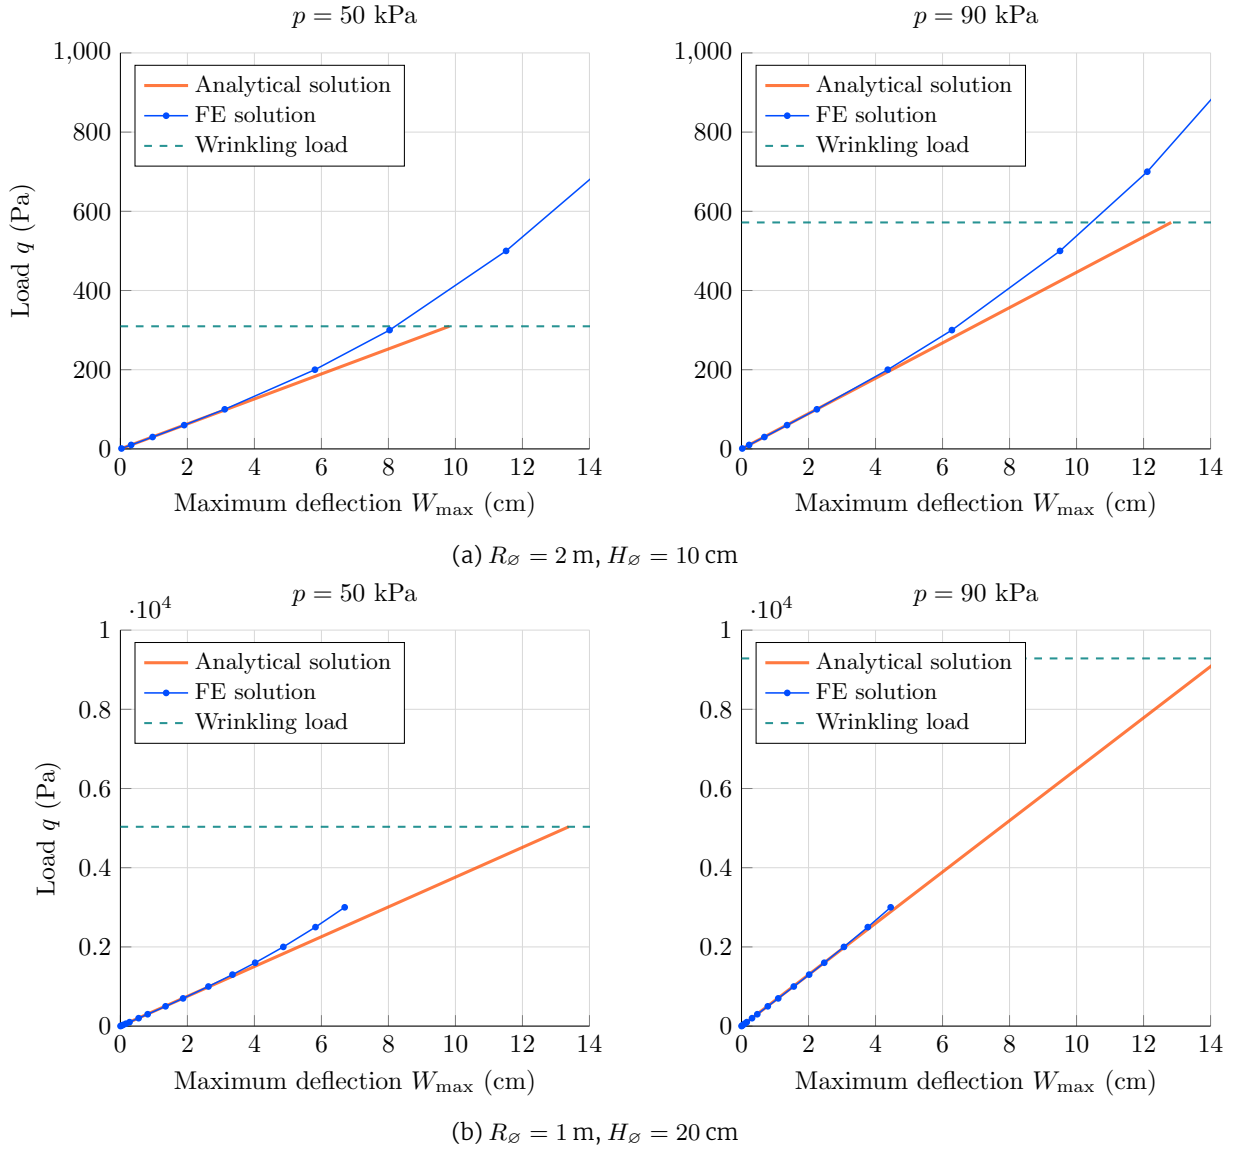 p = 50 kPa
p = 90 kPa
1,000
800
600
400
200
0
Load q (Pa)
Analytical solution
FE solution
Wrinkling load
0 2 4 6 8 10 12 14
Maximum deflection W_max (cm)
1,000
800
600
400
200
0
Analytical solution
FE solution
Wrinkling load
0 2 4 6 8 10 12 14
Maximum deflection W_max (cm)
(a) R_∅ = 2 m, H_∅ = 10 cm
p = 50 kPa
p = 90 kPa
·10⁴
1
0.8
0.6
0.4
0.2
0
Load q (Pa)
Analytical solution
FE solution
Wrinkling load
0 2 4 6 8 10 12 14
Maximum deflection W_max (cm)
·10⁴
1
0.8
0.6
0.4
0.2
0
Analytical solution
FE solution
Wrinkling load
0 2 4 6 8 10 12 14
Maximum deflection W_max (cm)
(b) R_∅ = 1 m, H_∅ = 20 cm